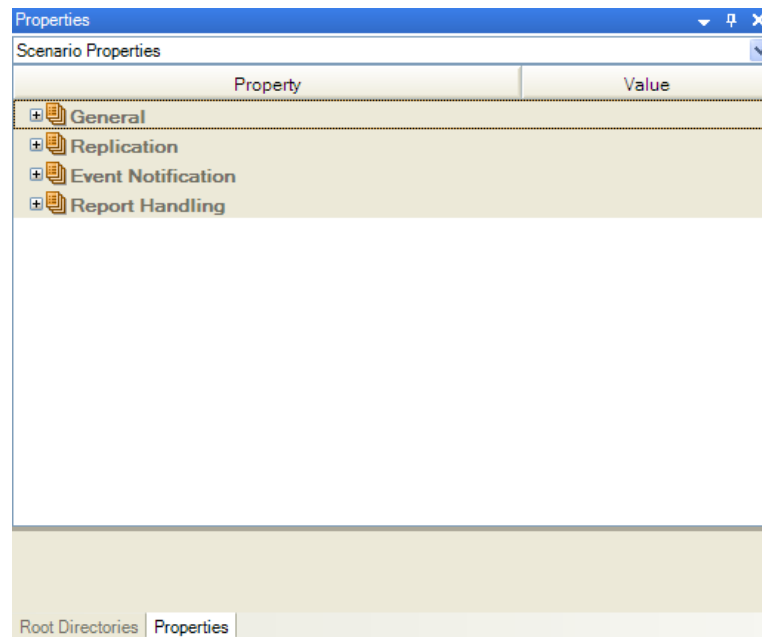 Properties
Scenario Properties
Property Value
General
Replication
Event Notification
Report Handling
Root Directories Properties